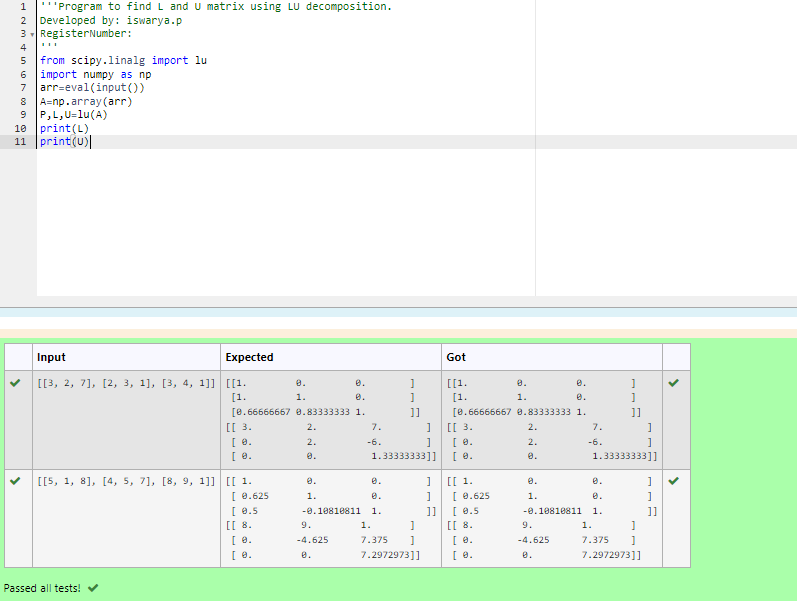 1 '''Program to find L and U matrix using LU decomposition.
2 Developed by: iswarya.p
3 RegisterNumber:
4 '''
5 from scipy.linalg import lu
6 import numpy as np
7 arr=eval(input())
8 A=np.array(arr)
9 P,L,U=lu(A)
10 print(L)
11 print(U)
Input Expected Got
[[3, 2, 7], [2, 3, 1], [3, 4, 1]] [[1. 0. 0. ] [[1. 0. 0. ]
[1. 1. 0. ] [1. 1. 0. ]
[0.66666667 0.83333333 1. ]] [0.66666667 0.83333333 1. ]]
[[ 3. 2. 7. ] [[ 3. 2. 7. ]
[ 0. 2. -6. ] [ 0. 2. -6. ]
[ 0. 0. 1.33333333]] [ 0. 0. 1.33333333]]
[[5, 1, 8], [4, 5, 7], [8, 9, 1]] [[ 1. 0. 0. ] [[ 1. 0. 0. ]
[ 0.625 1. 0. ] [ 0.625 1. 0. ]
[ 0.5 -0.10810811 1. ]] [ 0.5 -0.10810811 1. ]]
[[ 8. 9. 1. ] [[ 8. 9. 1. ]
[ 0. -4.625 7.375 ] [ 0. -4.625 7.375 ]
[ 0. 0. 7.2972973]] [ 0. 0. 7.2972973]]
Passed all tests!